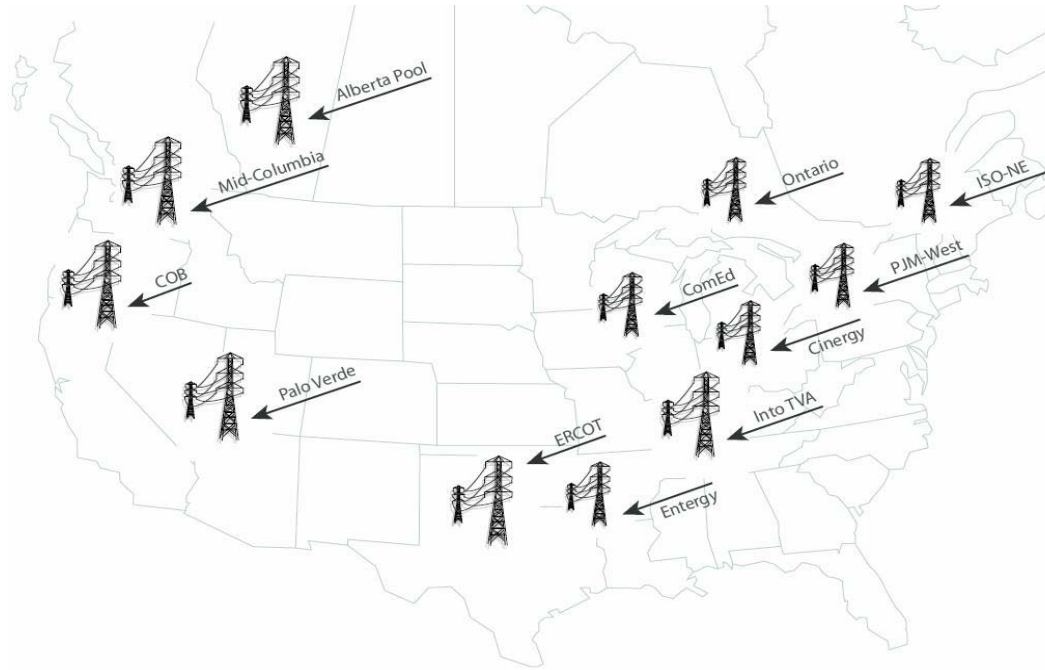 Alberta Pool
Mid-Columbia
Ontario
ISO-NE
COB
ComEd
PJM-West
Cinergy
Palo Verde
Into TVA
ERCOT
Entergy